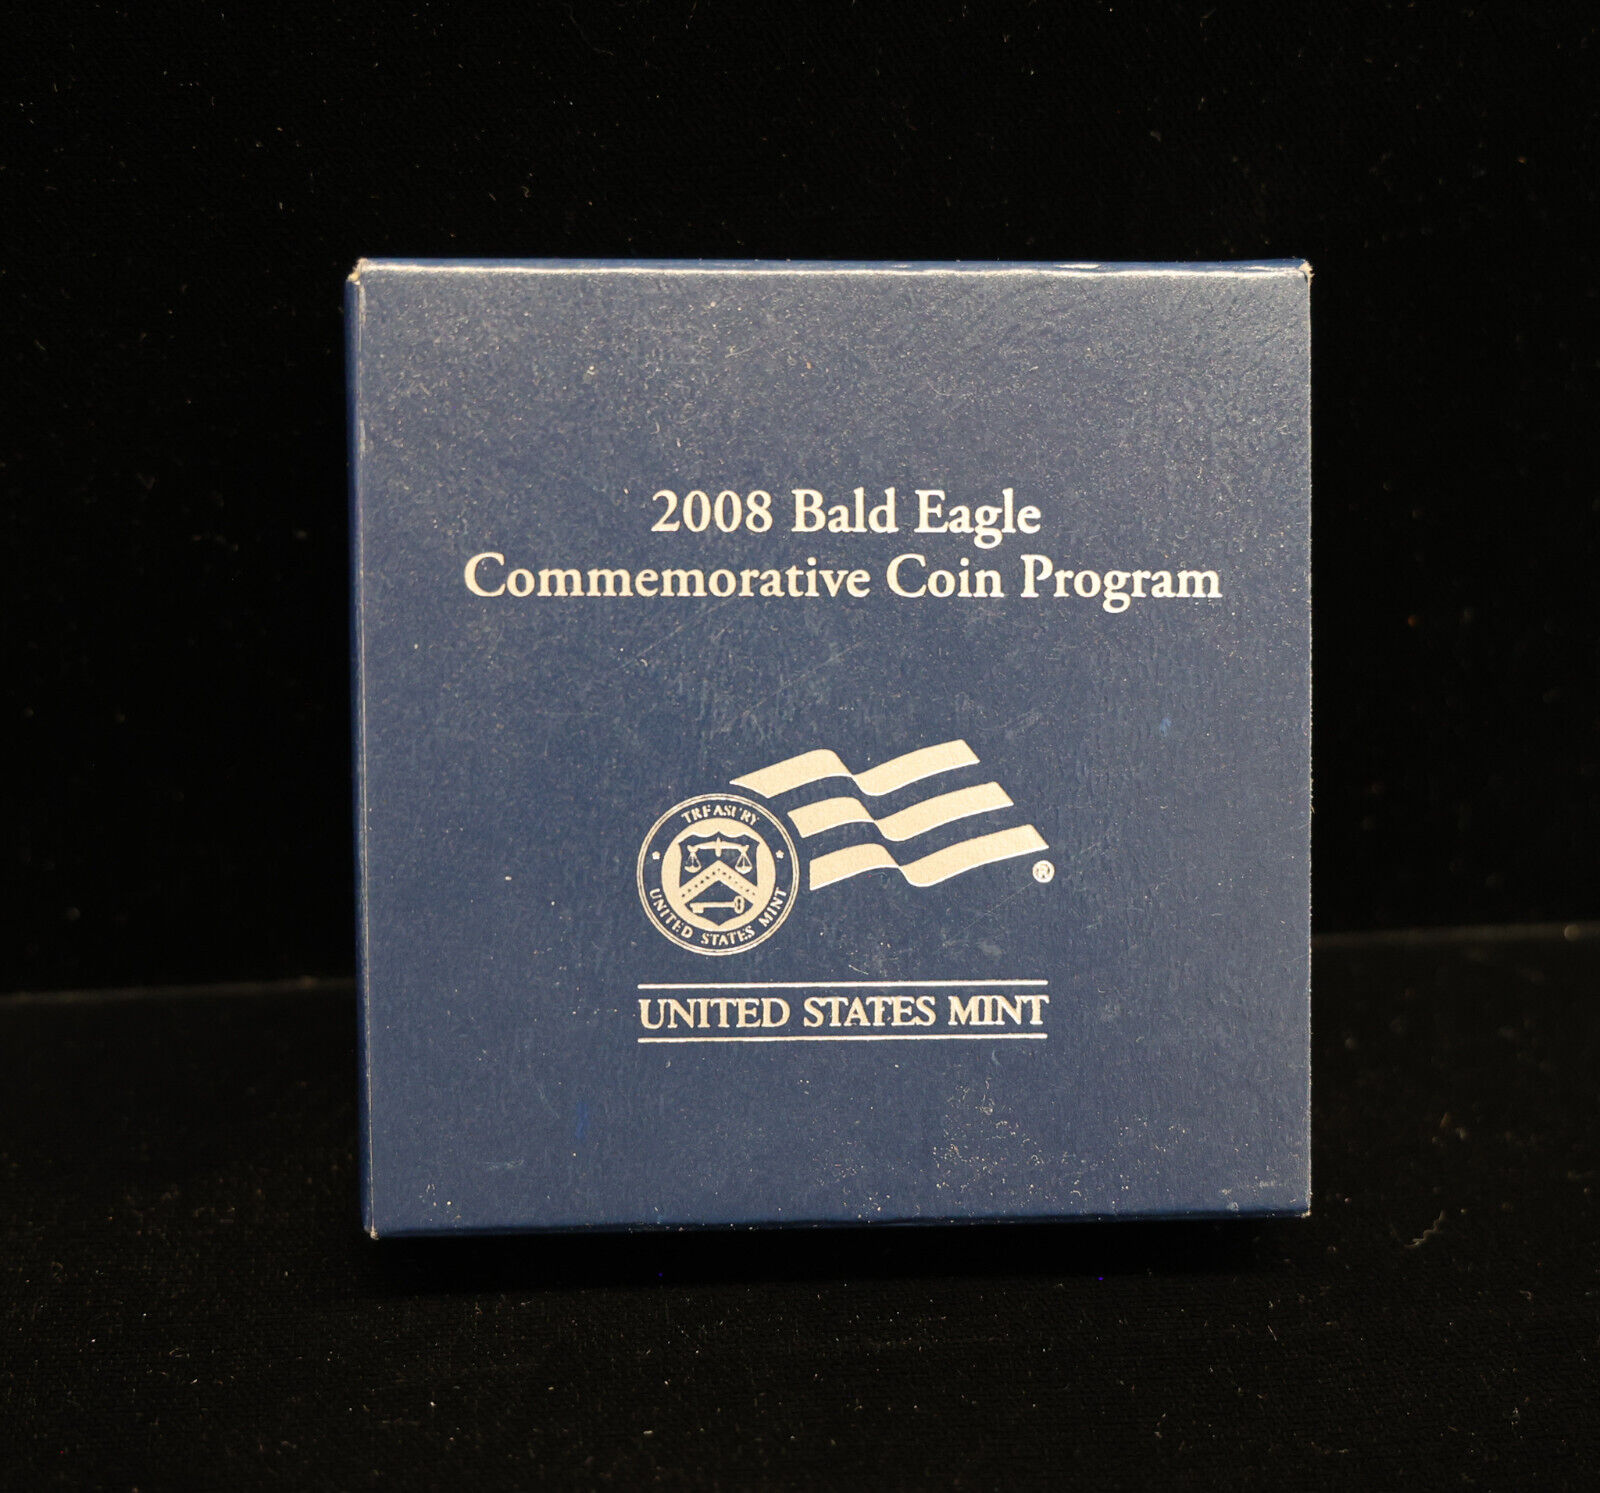 2008 Bald Eagle
Commemorative Coin Program
TREASURY
UNITED STATES MINT
®
UNITED STATES MINT